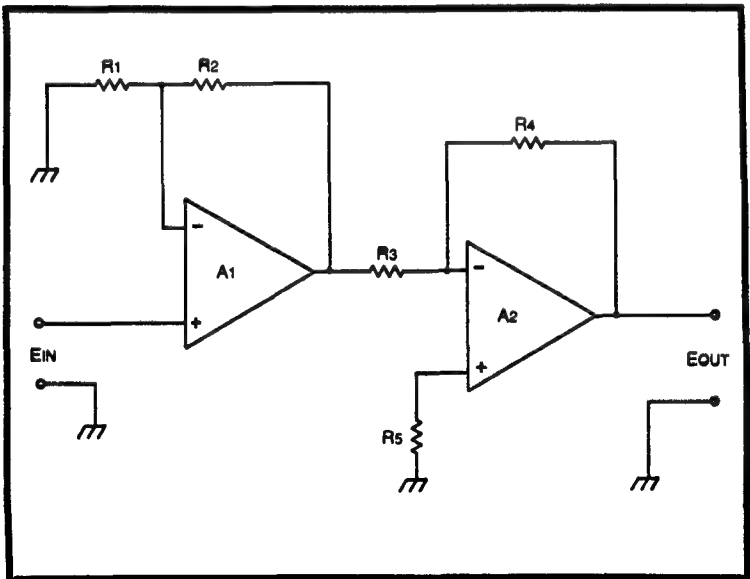 R1
R2
R4
-
A1
+
R3
-
A2
+
EIN
EOUT
R5